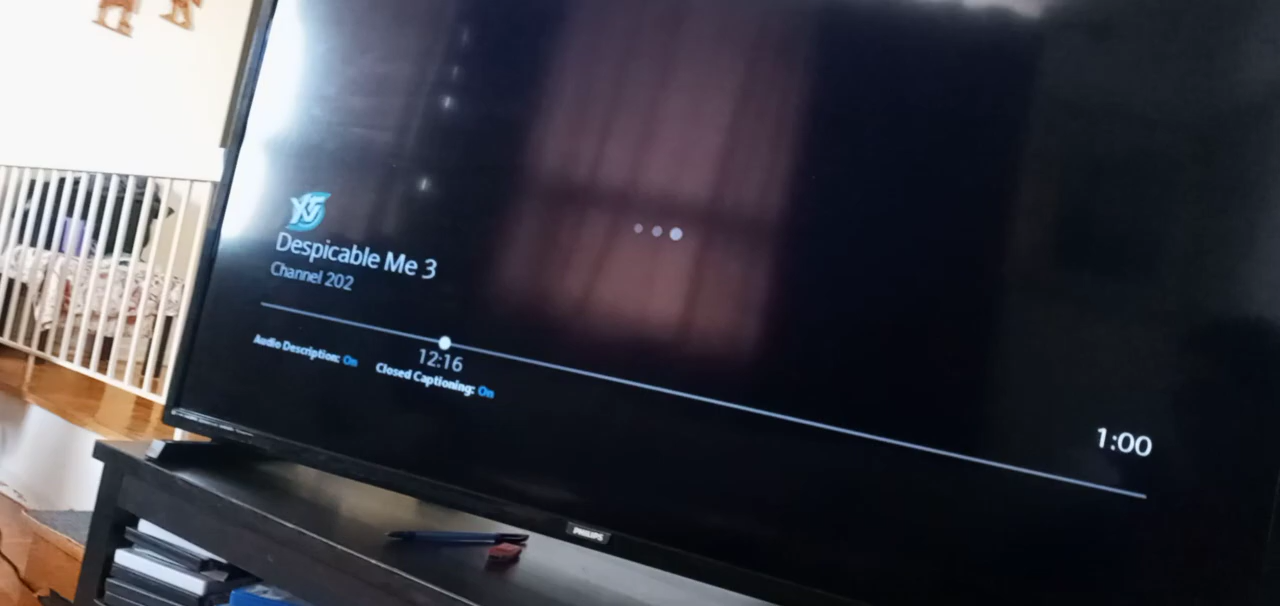 Despicable Me 3
Channel 202
12:16
1:00
Audio Description: On
Closed Captioning: On
PHILIPS